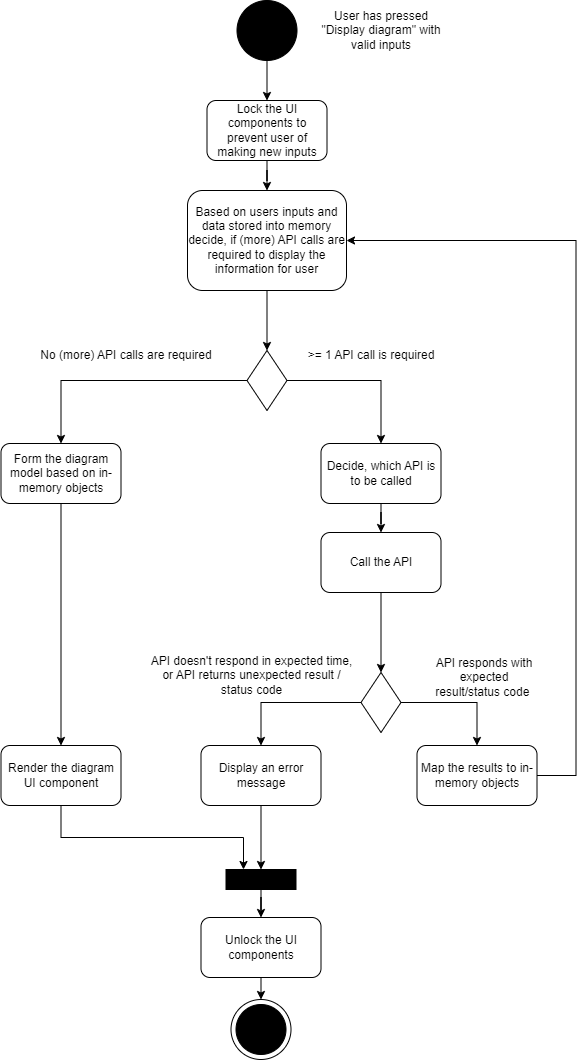 User has pressed
"Display diagram" with
valid inputs
Lock the UI
components to
prevent user of
making new inputs
Based on users inputs and
data stored into memory
decide, if (more) API calls are
required to display the
information for user
No (more) API calls are required
>= 1 API call is required
Form the diagram
model based on in-
memory objects
Decide, which API is
to be called
Call the API
API doesn't respond in expected time,
or API returns unexpected result /
status code
API responds with
expected
result/status code
Render the diagram
UI component
Display an error
message
Map the results to in-
memory objects
Unlock the UI
components